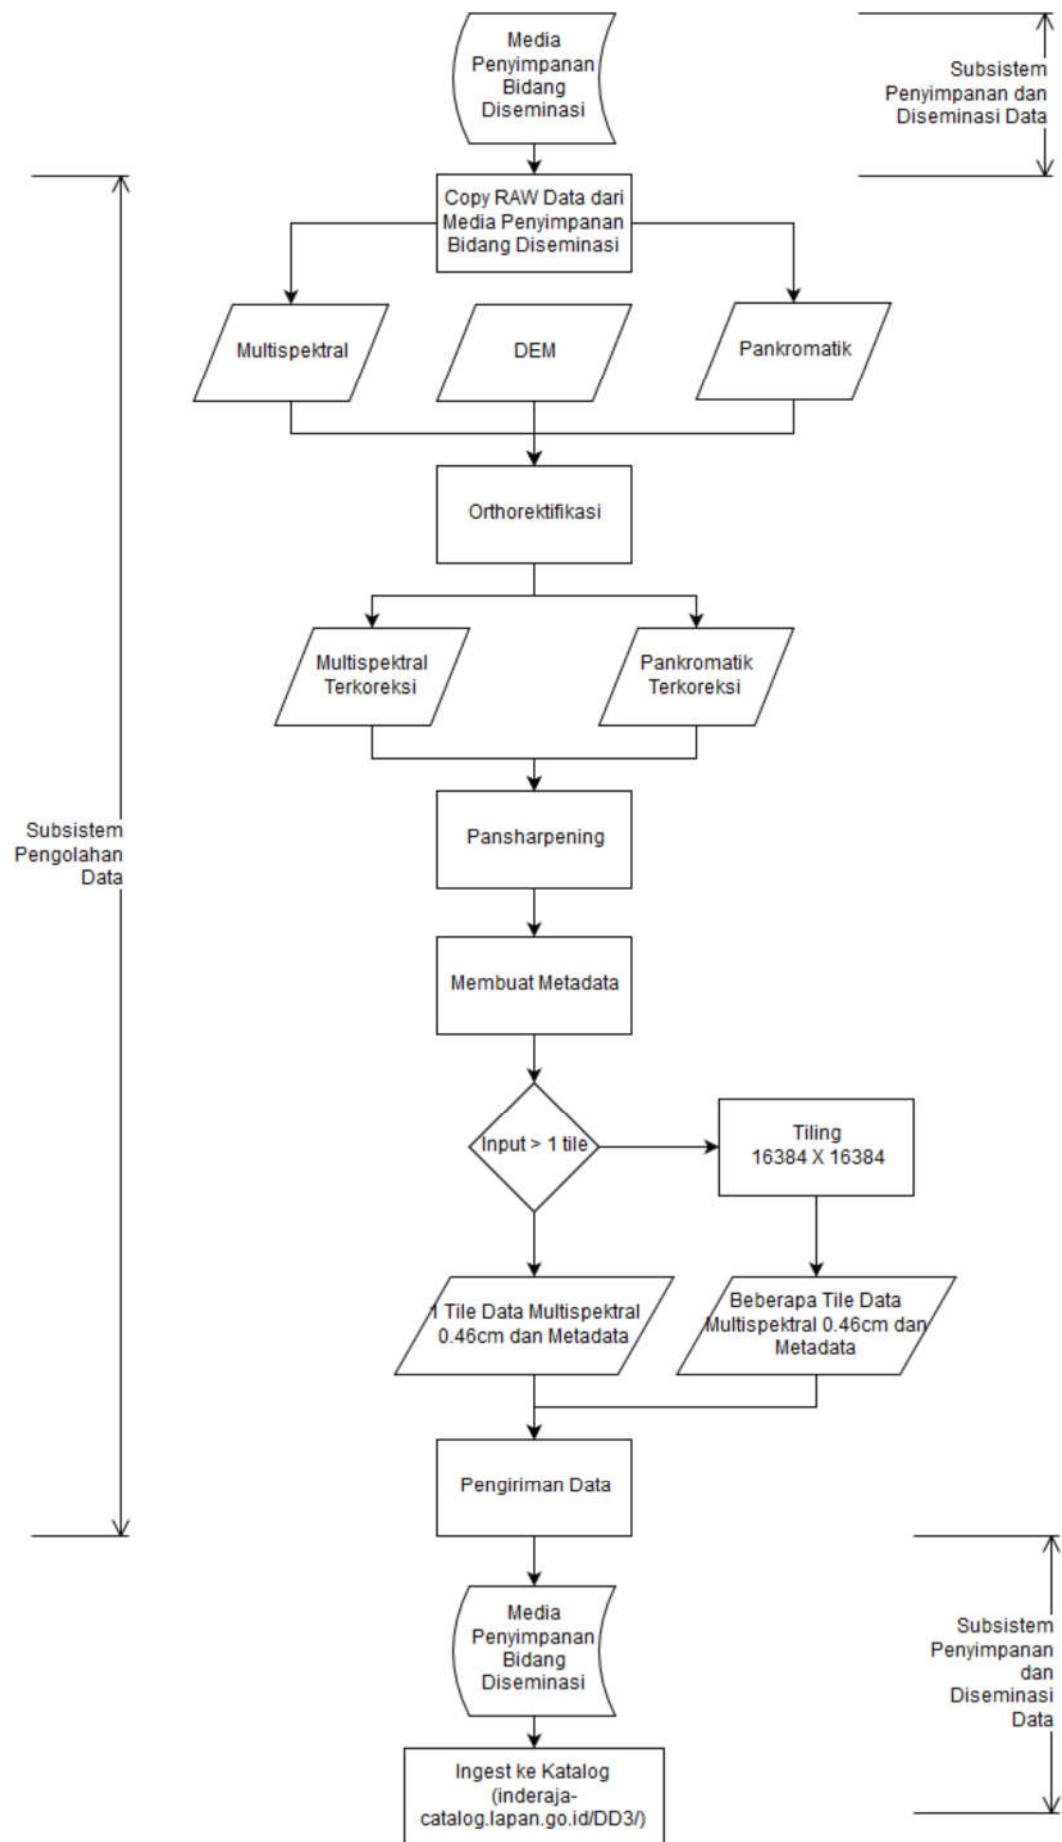 Media
Penyimpanan
Bidang
Diseminasi
Subsistem
Penyimpanan dan
Diseminasi Data
Copy RAW Data dari
Media Penyimpanan
Bidang Diseminasi
Multispektral
DEM
Pankromatik
Orthorektifikasi
Multispektral
Terkoreksi
Pankromatik
Terkoreksi
Pansharpening
Subsistem
Pengolahan
Data
Membuat Metadata
Input > 1 tile
Tiling
16384 X 16384
1 Tile Data Multispektral
0.46cm dan Metadata
Beberapa Tile Data
Multispektral 0.46cm dan
Metadata
Pengiriman Data
Media
Penyimpanan
Bidang
Diseminasi
Subsistem
Penyimpanan
dan
Diseminasi
Data
Ingest ke Katalog
(inderaja-
catalog.lapan.go.id/DD3/)